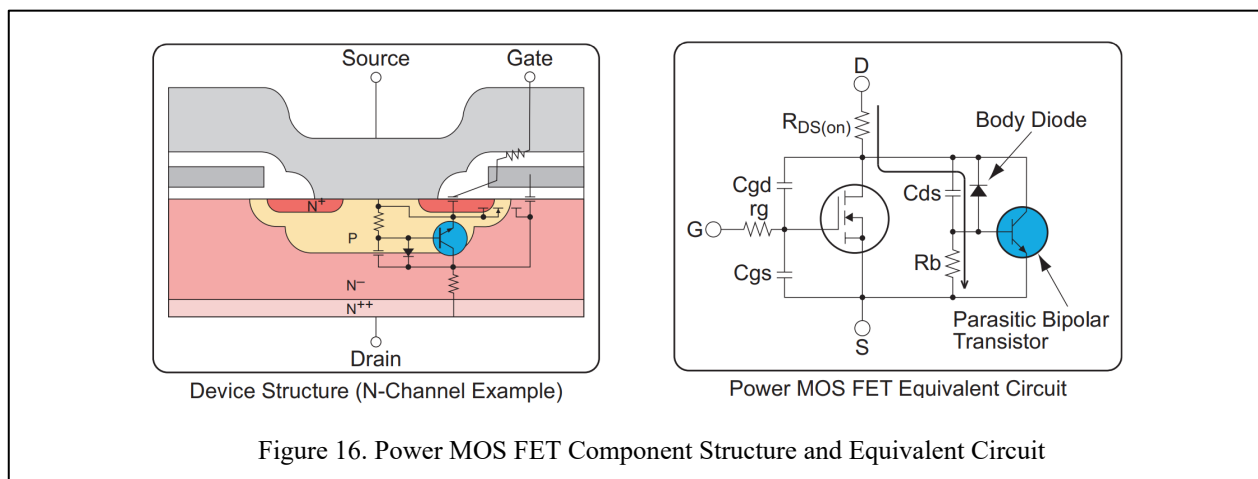 Source
Gate
N+
P
N−
N++
Drain
Device Structure (N-Channel Example)
D
RDS(on)
Body Diode
Cgd
rg
Cds
G
Cgs
Rb
Parasitic Bipolar
Transistor
S
Power MOS FET Equivalent Circuit
Figure 16. Power MOS FET Component Structure and Equivalent Circuit